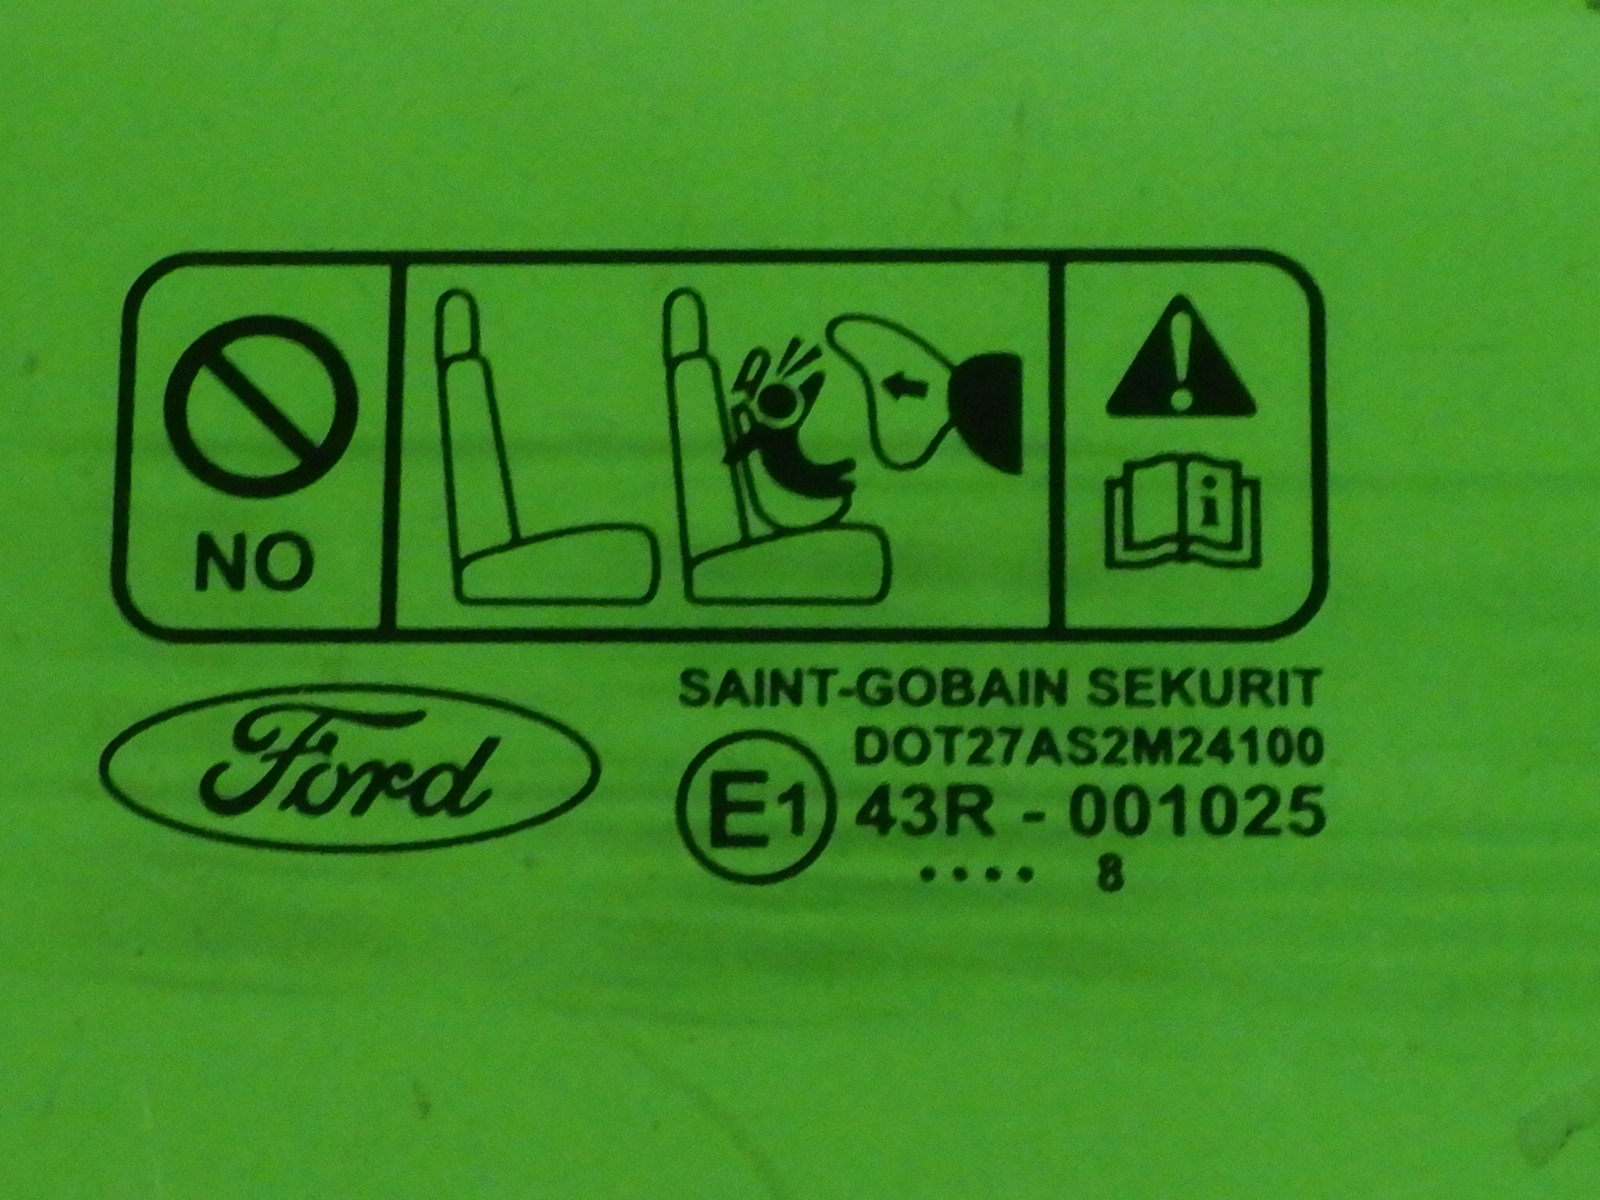 NO
i
Ford
SAINT-GOBAIN SEKURIT
DOT27AS2M24100
E1 43R - 001025
.... 8